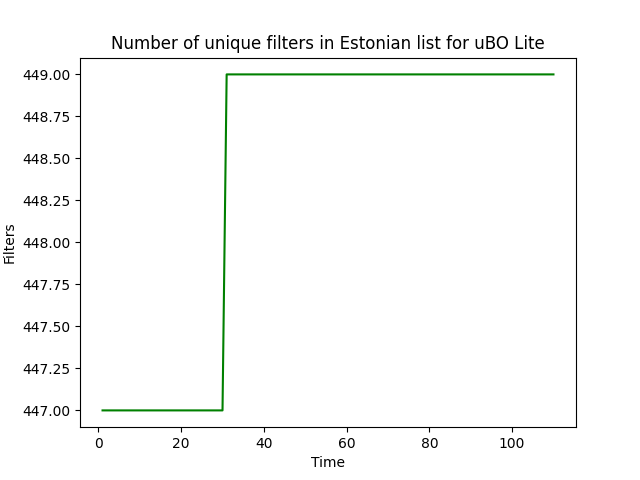 Number of unique filters in Estonian list for uBO Lite
449.00
448.75
448.50
448.25
448.00
447.75
447.50
447.25
447.00
Filters
0 20 40 60 80 100
Time